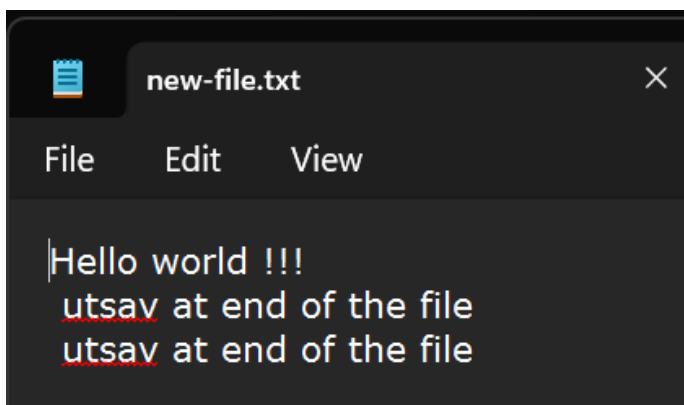 new-file.txt
File Edit View
Hello world !!!
utsav at end of the file
utsav at end of the file